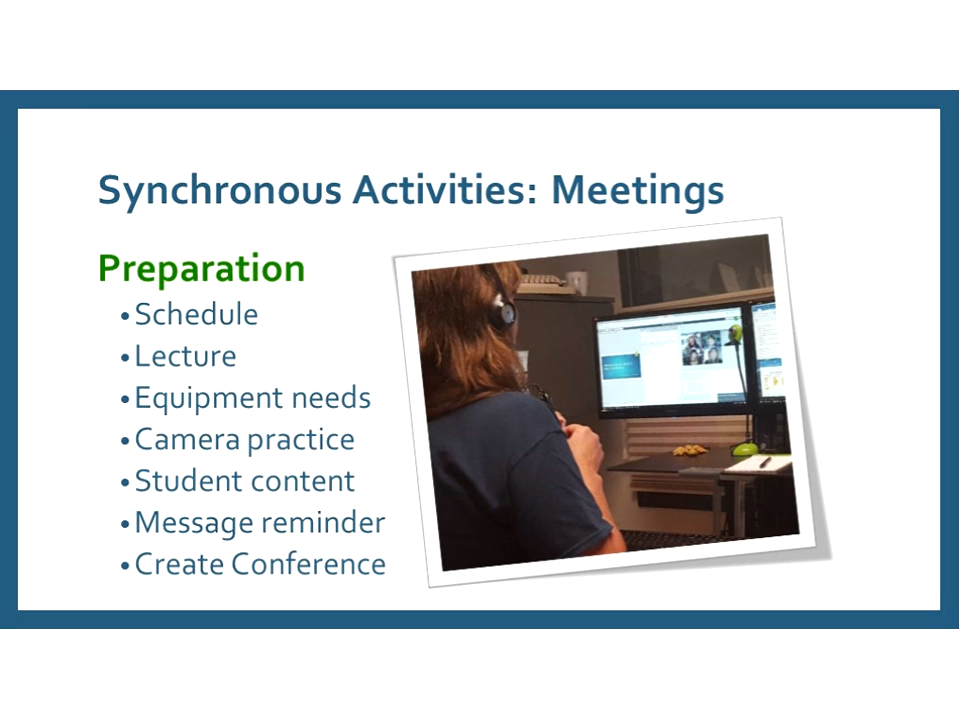 Synchronous Activities: Meetings
Preparation
• Schedule
• Lecture
• Equipment needs
• Camera practice
• Student content
• Message reminder
• Create Conference